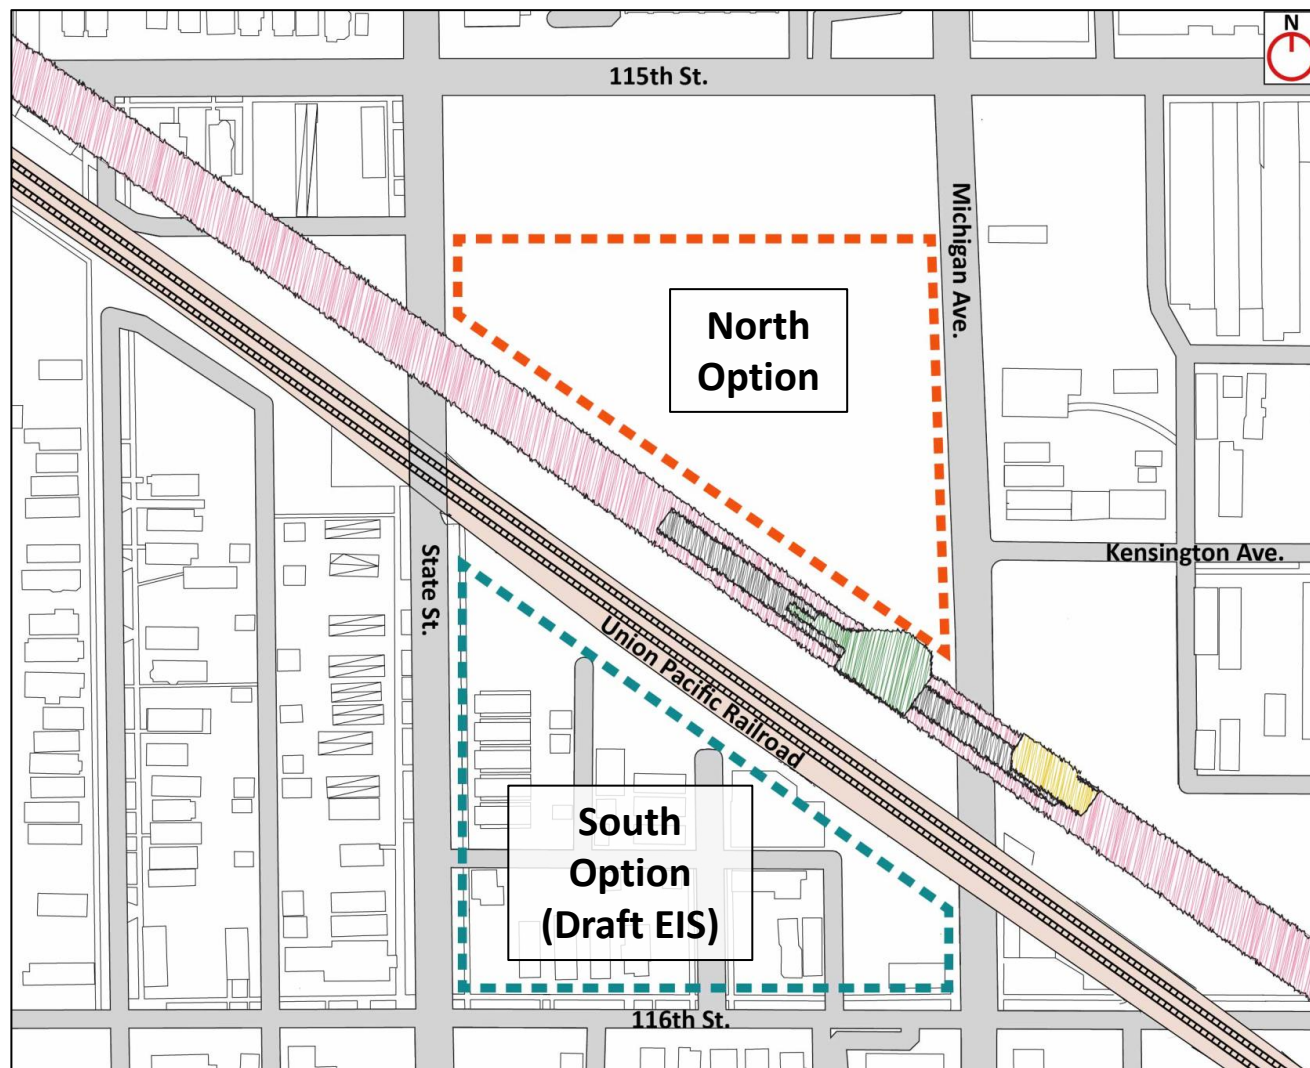 N
115th St.
Michigan Ave.
North
Option
Kensington Ave.
State St.
Union Pacific Railroad
South
Option
(Draft EIS)
116th St.